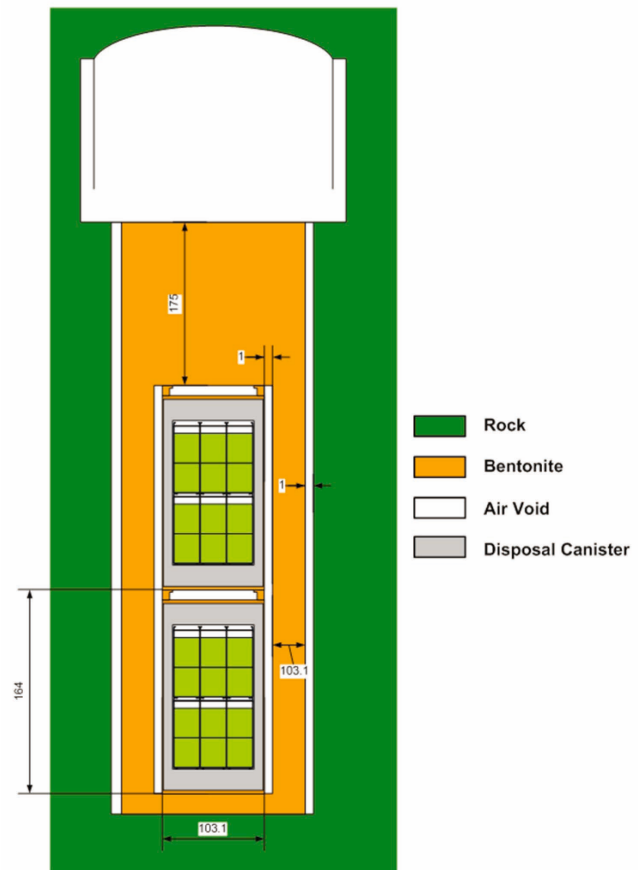 175
1
1
103.1
164
103.1
Rock
Bentonite
Air Void
Disposal Canister